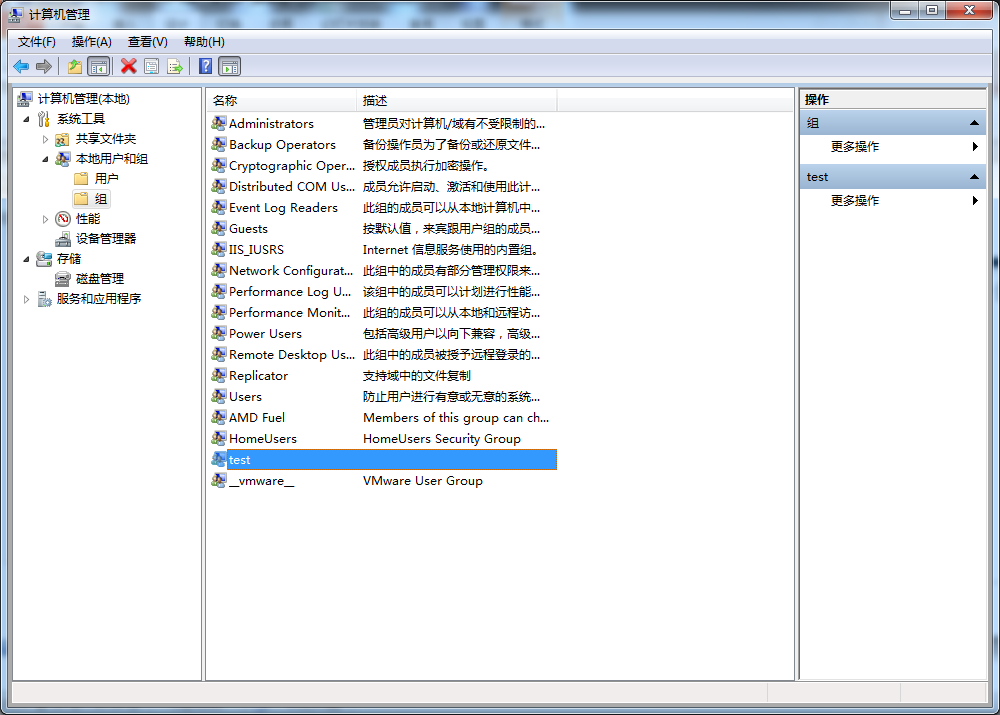 计算机管理
文件(F) 操作(A) 查看(V) 帮助(H)
计算机管理(本地)
系统工具
共享文件夹
本地用户和组
用户
组
性能
设备管理器
存储
磁盘管理
服务和应用程序
名称 描述
Administrators 管理员对计算机/域有不受限制的...
Backup Operators 备份操作员为了备份或还原文件...
Cryptographic Oper... 授权成员执行加密操作。
Distributed COM Us... 成员允许启动、激活和使用此计...
Event Log Readers 此组的成员可以从本地计算机中...
Guests 按默认值，来宾跟用户组的成员...
IIS_IUSRS Internet 信息服务使用的内置组。
Network Configurat... 此组中的成员有部分管理权限来...
Performance Log U... 该组中的成员可以计划进行性能...
Performance Monit... 此组的成员可以从本地和远程访...
Power Users 包括高级用户以向下兼容，高级...
Remote Desktop Us... 此组中的成员被授予远程登录的...
Replicator 支持域中的文件复制
Users 防止用户进行有意或无意的系统...
AMD Fuel Members of this group can ch...
HomeUsers HomeUsers Security Group
test
__vmware__ VMware User Group
操作
组
更多操作
test
更多操作